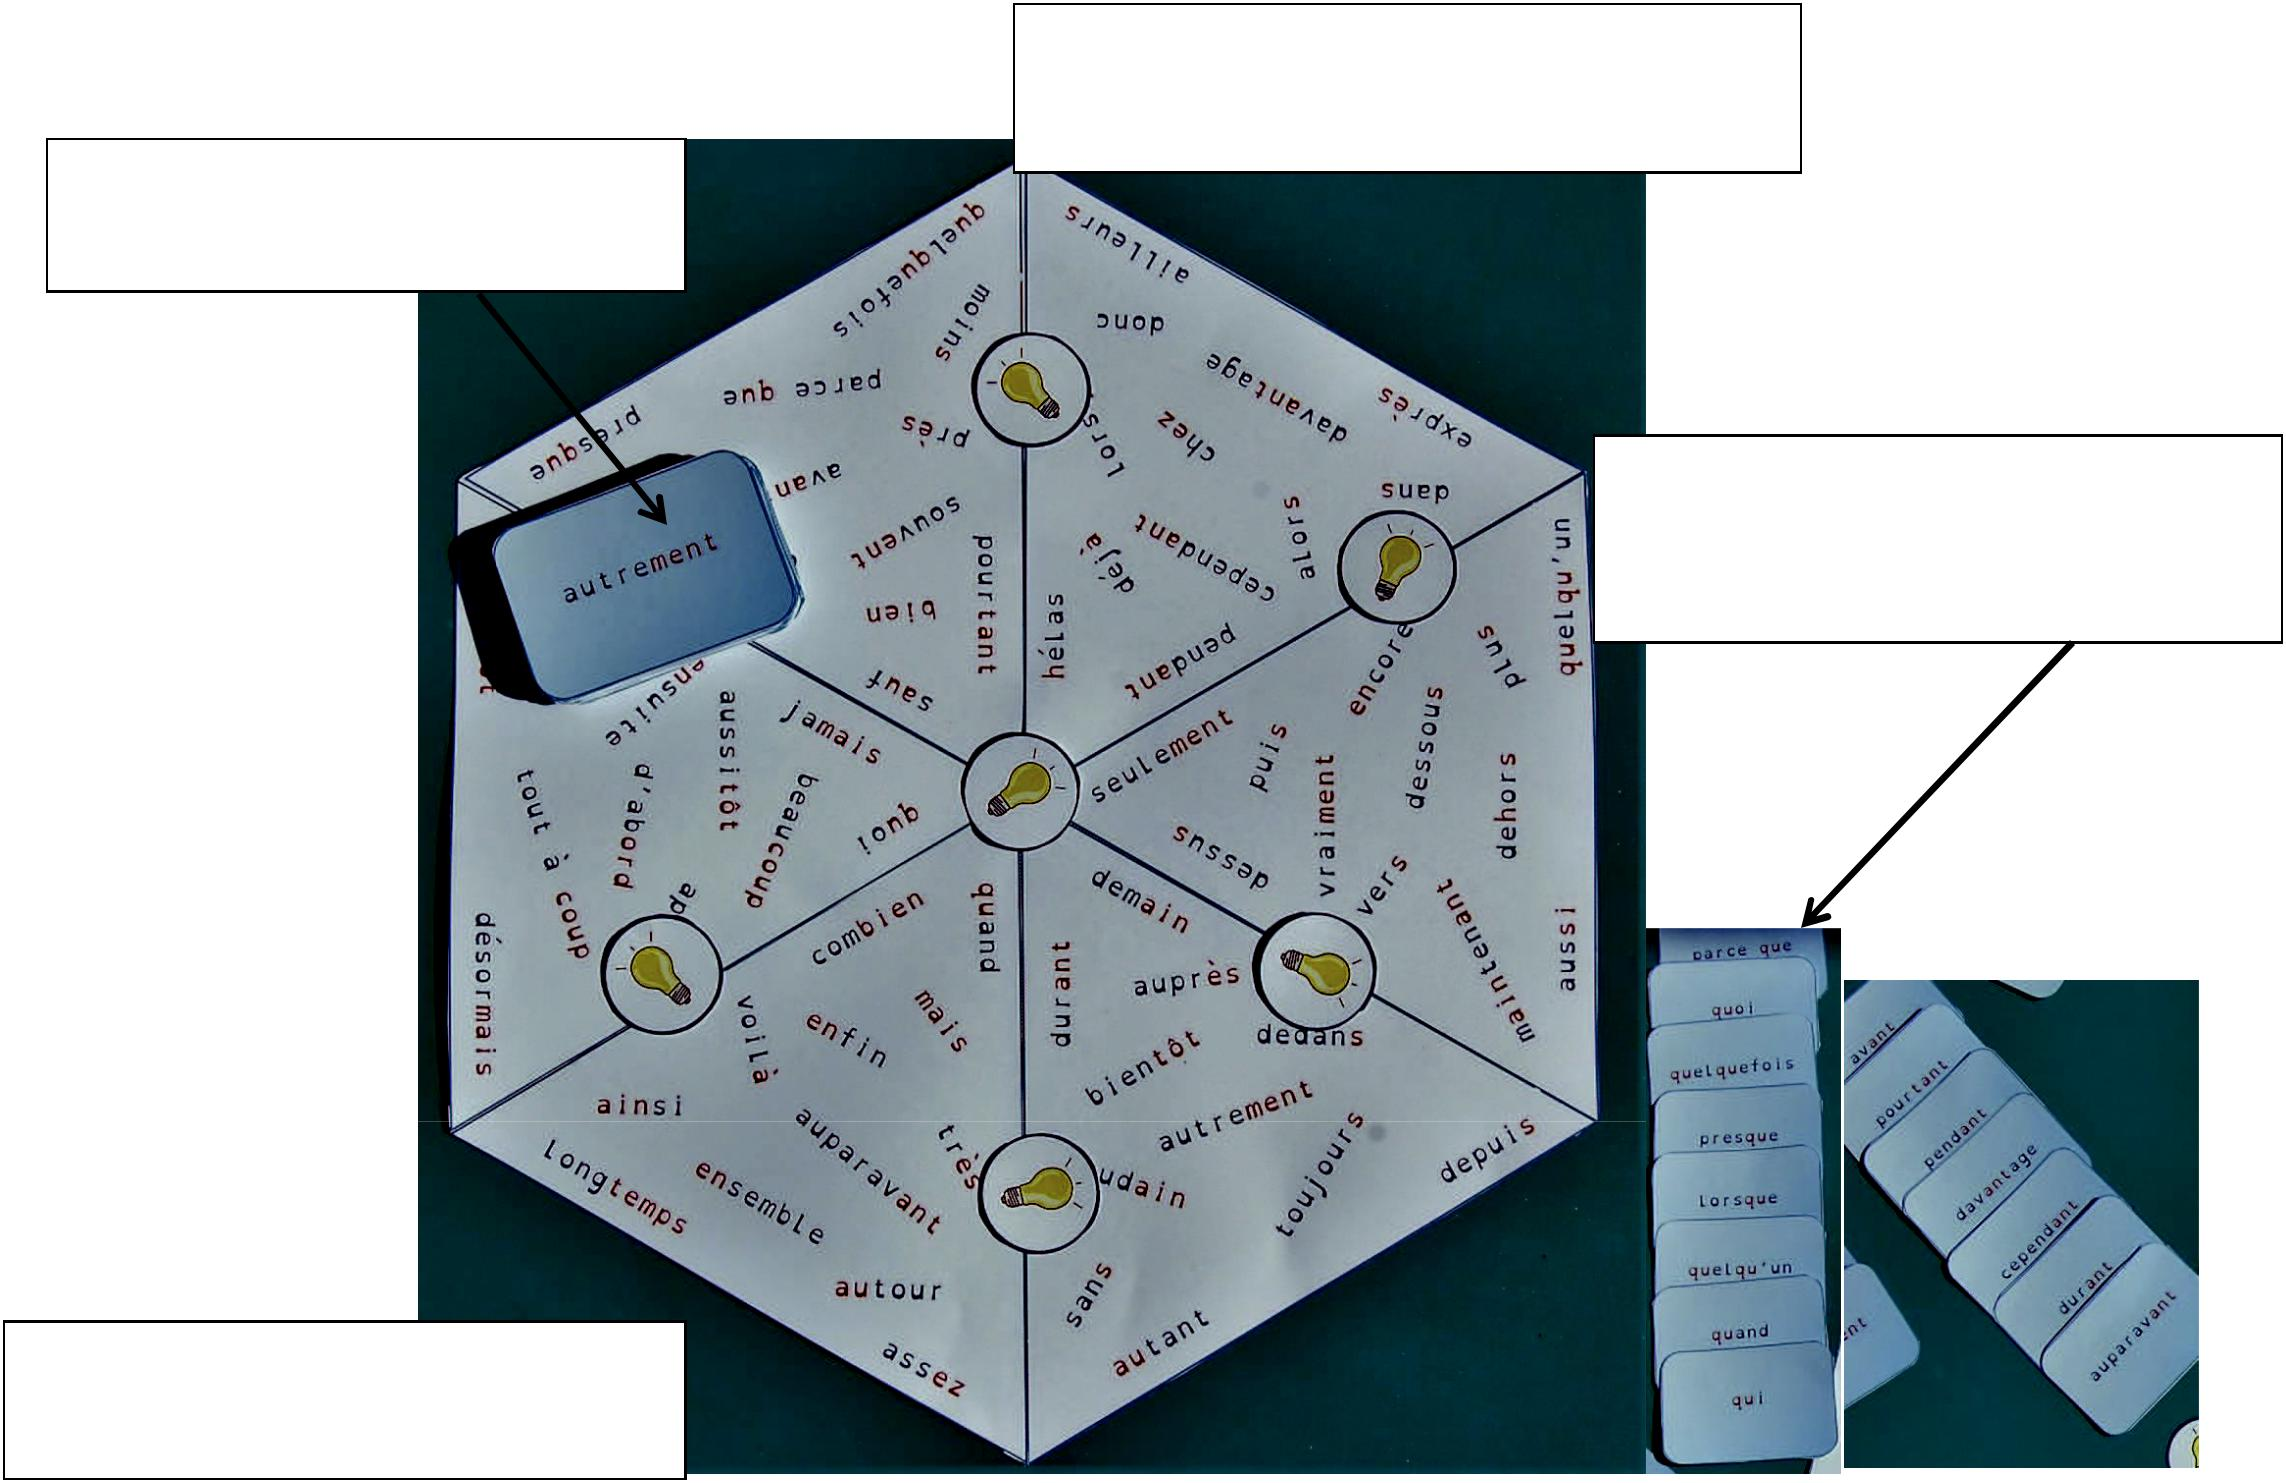 quelquefois
moins
parce que
près
presque
souvent
pourtant
bien
sauf
autrement
ailleurs
donc
davantage
exprès
chez
lors
dans
alors
déjà
cependant
hélas
pendant
quelqu'un
plus
encore
dessous
dehors
puis
seulement
vraiment
dessus
vers
maintenant
aussi
ensuite
aussitôt
jamais
tout à coup
d'abord
beaucoup
quoi
désormais
combien
quand
voilà
enfin
mais
ainsi
longtemps
ensemble
auparavant
très
autour
assez
demain
durant
auprès
dedans
bientôt
autrement
toujours
depuis
sans
autant
parce que
quoi
quelquefois
presque
lorsque
quelqu'un
quand
qui
avant
pourtant
pendant
davantage
cependant
durant
auparavant